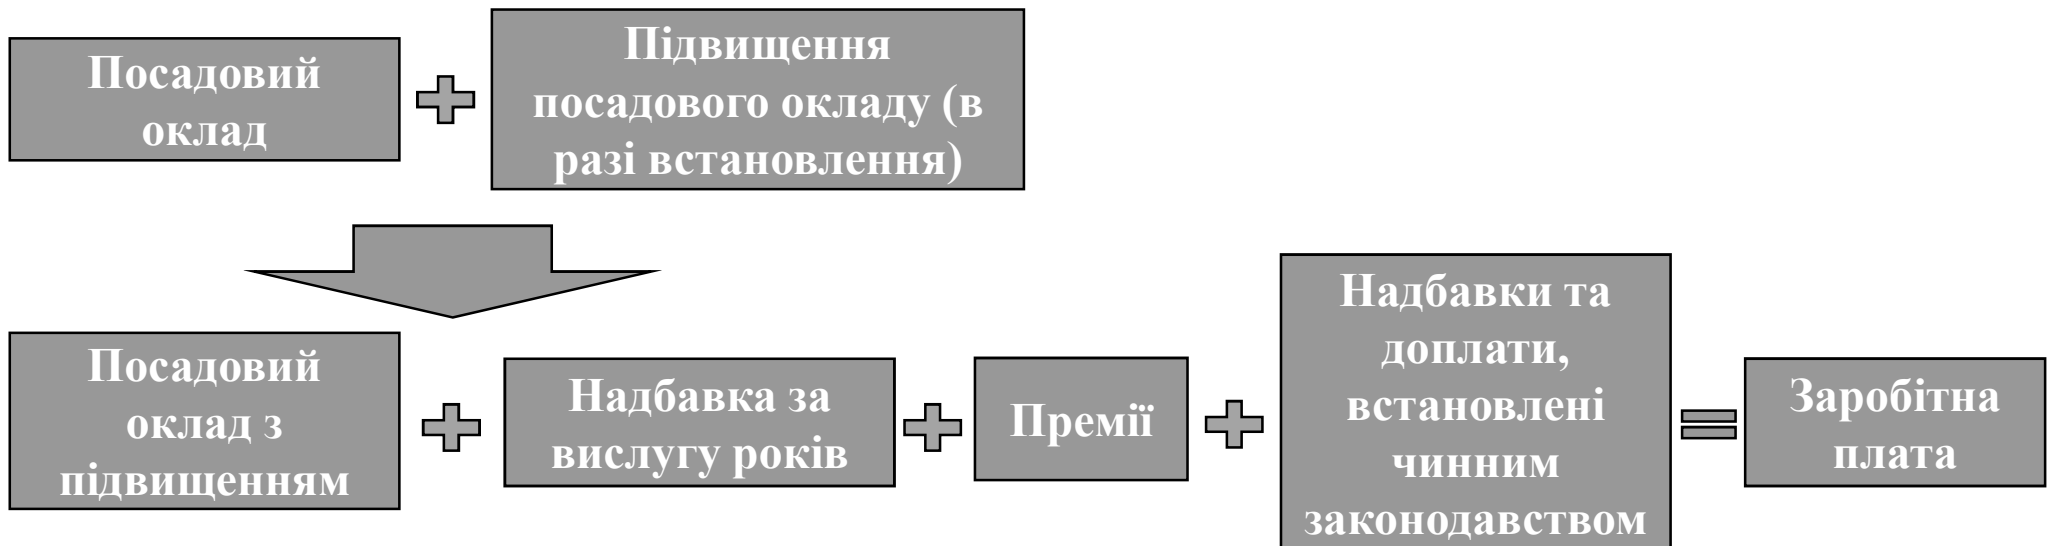 Посадовий
оклад
Підвищення
посадового окладу (в
разі встановлення)
Посадовий
оклад з
підвищенням
Надбавка за
вислугу років
Премії
Надбавки та
доплати,
встановлені
чинним
законодавством
Заробітна
плата